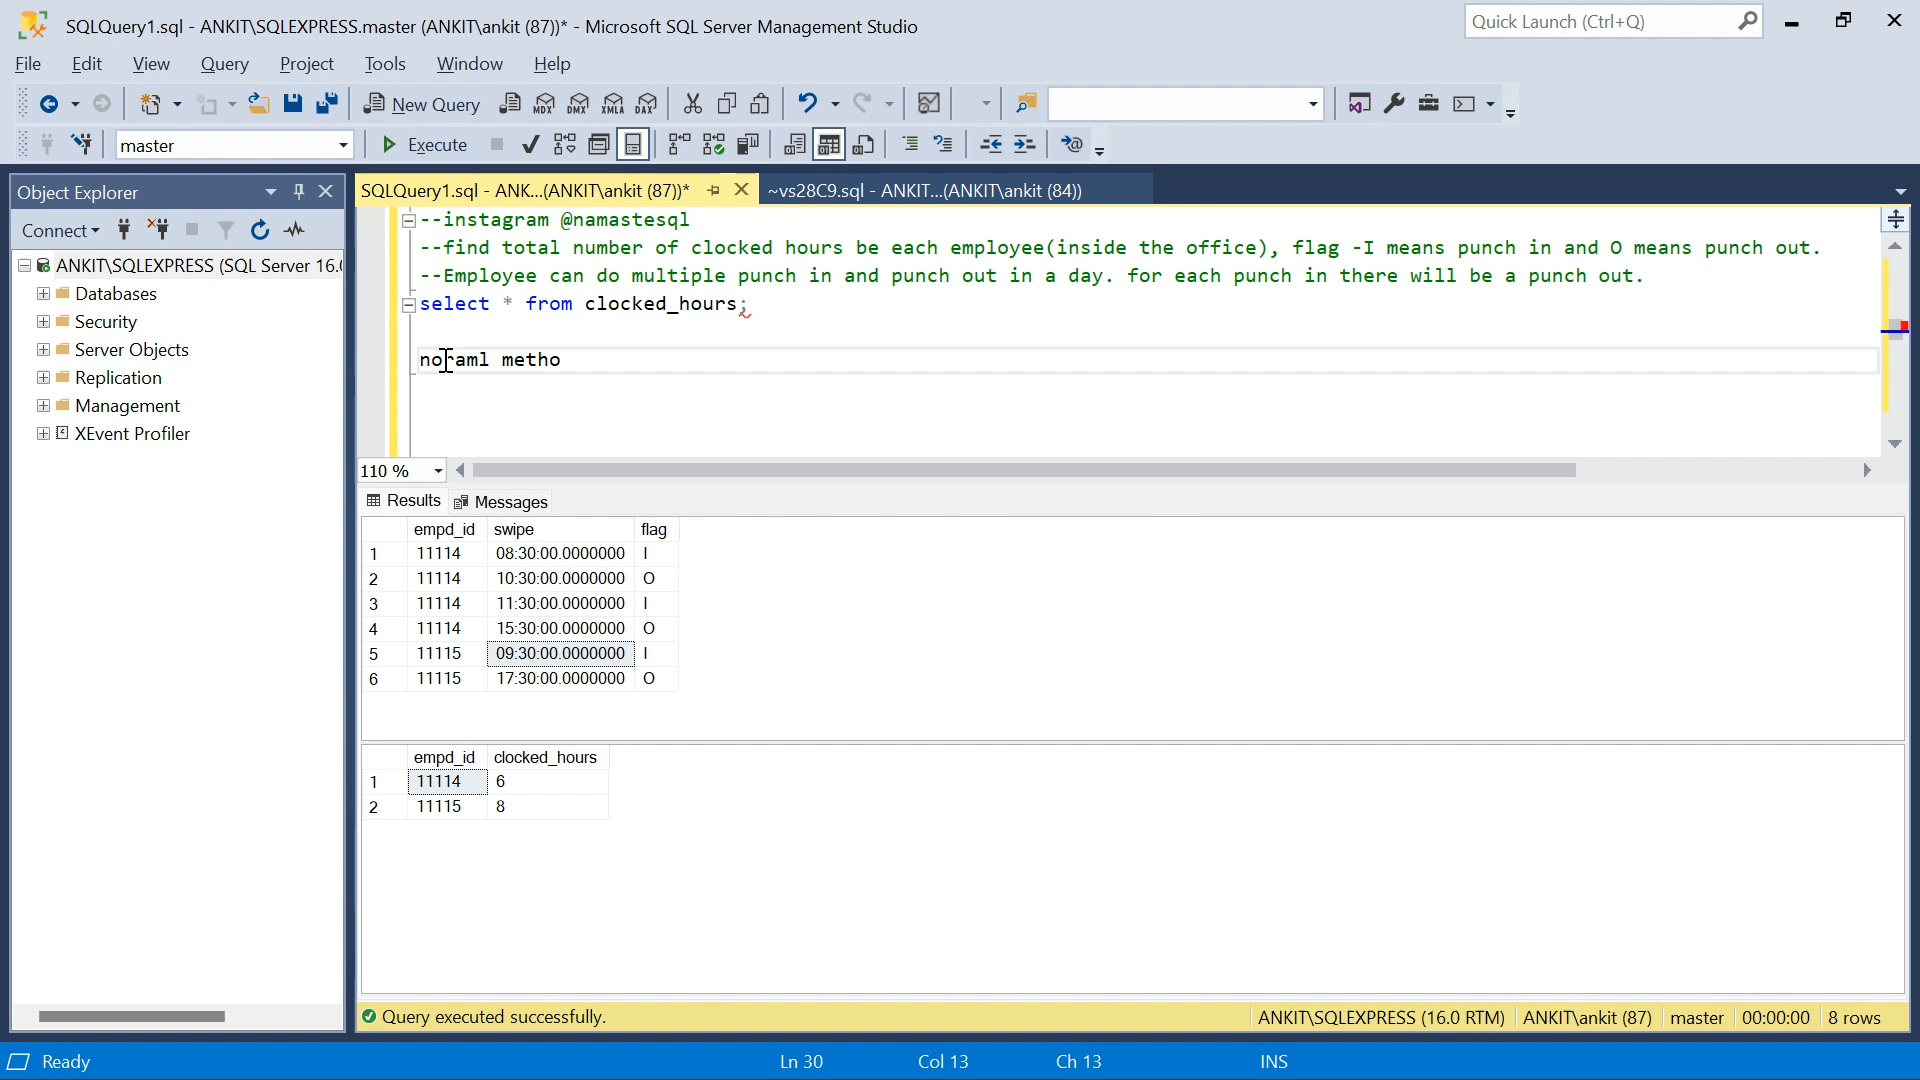 SQLQuery1.sql - ANKIT\SQLEXPRESS.master (ANKIT\ankit (87))* - Microsoft SQL Server Management Studio
Quick Launch (Ctrl+Q)
File Edit View Query Project Tools Window Help
New Query MDX DMX XMLA DAX
master Execute
Object Explorer
SQLQuery1.sql - ANK...(ANKIT\ankit (87))* ~vs28C9.sql - ANKIT...(ANKIT\ankit (84))
Connect
ANKIT\SQLEXPRESS (SQL Server 16.
Databases
Security
Server Objects
Replication
Management
XEvent Profiler
--instagram @namastesql
--find total number of clocked hours be each employee(inside the office), flag -I means punch in and O means punch out.
--Employee can do multiple punch in and punch out in a day. for each punch in there will be a punch out.
select * from clocked_hours;
noraml metho
110 %
Results Messages
empd_id swipe flag
1 11114 08:30:00.0000000 I
2 11114 10:30:00.0000000 O
3 11114 11:30:00.0000000 I
4 11114 15:30:00.0000000 O
5 11115 09:30:00.0000000 I
6 11115 17:30:00.0000000 O
empd_id clocked_hours
1 11114 6
2 11115 8
Query executed successfully. ANKIT\SQLEXPRESS (16.0 RTM) ANKIT\ankit (87) master 00:00:00 8 rows
Ready Ln 30 Col 13 Ch 13 INS